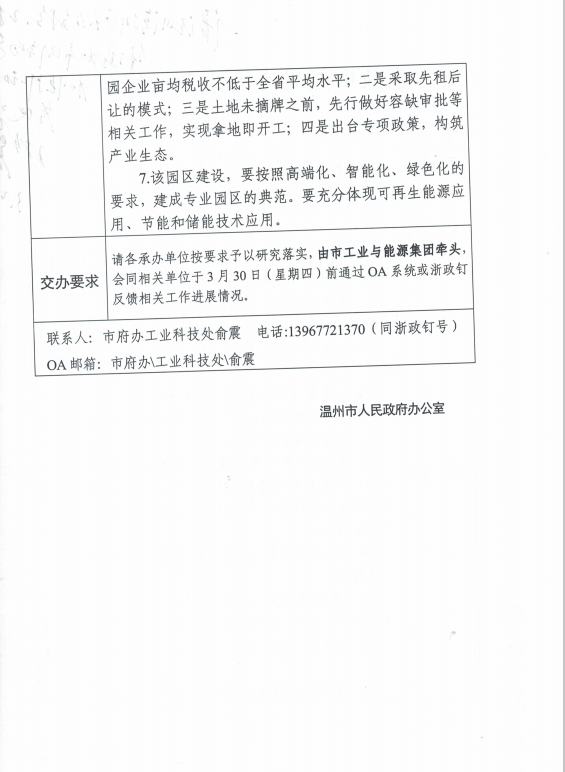 园企业亩均税收不低于全省平均水平；二是采取先租后
让的模式；三是土地未摘牌之前，先行做好容缺审批等
相关工作，实现拿地即开工；四是出台专项政策，构筑
产业生态。
7.该园区建设，要按照高端化、智能化、绿色化的
要求，建成专业园区的典范。要充分体现可再生能源应
用、节能和储能技术应用。
交办要求
请各承办单位按要求予以研究落实，由市工业与能源集团牵头，
会同相关单位于3月30日（星期四）前通过OA系统或浙政钉
反馈相关工作进展情况。
联系人：市府办工业科技处俞震 电话:13967721370（同浙政钉号）
OA邮箱：市府办\工业科技处\俞震
温州市人民政府办公室